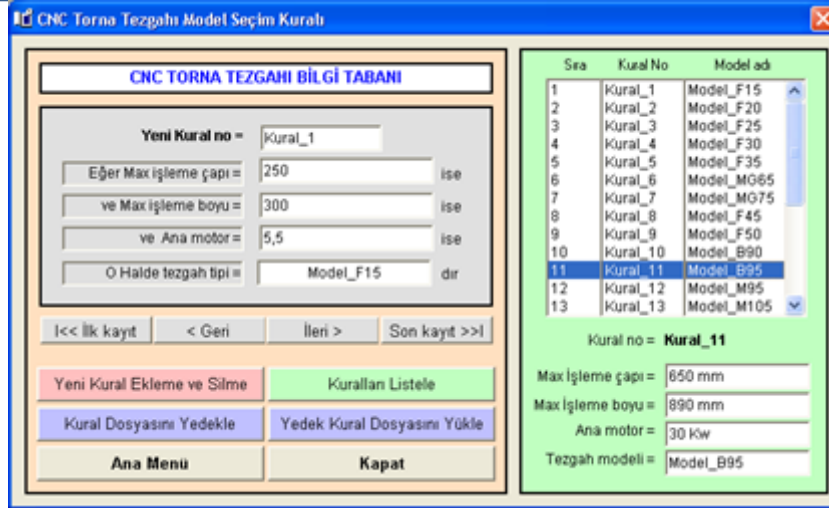 CNC Torna Tezgahı Model Seçim Kuralı
CNC TORNA TEZGAHI BİLGİ TABANI
Yeni Kural no = Kural_1
Eğer Max işleme çapı = 250 ise
ve Max işleme boyu = 300 ise
ve Ana motor = 5,5 ise
O Halde tezgah tipi = Model_F15 dır
I<< İlk kayıt < Geri İleri > Son kayıt >>I
Yeni Kural Ekleme ve Silme Kuralları Listele
Kural Dosyasını Yedekle Yedek Kural Dosyasını Yükle
Ana Menü Kapat
Sıra Kural No Model adı
1 Kural_1 Model_F15
2 Kural_2 Model_F20
3 Kural_3 Model_F25
4 Kural_4 Model_F30
5 Kural_5 Model_F35
6 Kural_6 Model_MG65
7 Kural_7 Model_MG75
8 Kural_8 Model_F45
9 Kural_9 Model_F50
10 Kural_10 Model_B90
11 Kural_11 Model_B95
12 Kural_12 Model_M95
13 Kural_13 Model_M105
Kural no = Kural_11
Max İşleme çapı = 650 mm
Max İşleme boyu = 890 mm
Ana motor = 30 Kw
Tezgah modeli = Model_B95